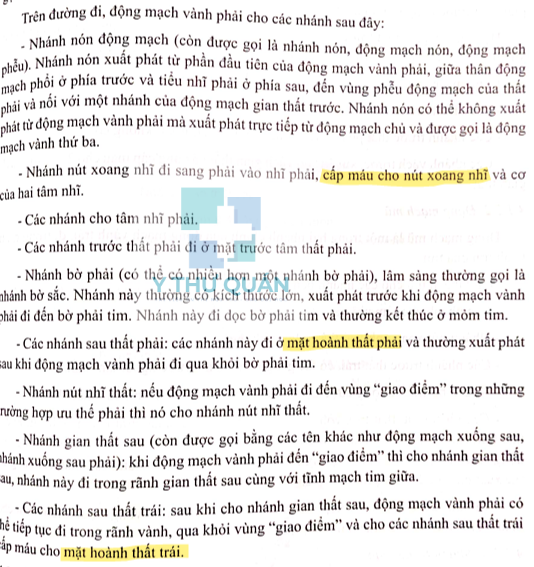 Trên đường đi, động mạch vành phải cho các nhánh sau đây:
- Nhánh nón động mạch (còn được gọi là nhánh nón, động mạch nón, động mạch
phễu). Nhánh nón xuất phát từ phần đầu tiên của động mạch vành phải, giữa thân động
mạch phổi ở phía trước và tiểu nhĩ phải ở phía sau, đến vùng phễu động mạch của thất
phải và nối với một nhánh của động mạch gian thất trước. Nhánh nón có thể không xuất
phát từ động mạch vành phải mà xuất phát trực tiếp từ động mạch chủ và được gọi là động
mạch vành thứ ba.
- Nhánh nút xoang nhĩ đi sang phải vào nhĩ phải, cấp máu cho nút xoang nhĩ và cơ
của hai tâm nhĩ.
- Các nhánh cho tâm nhĩ phải.
- Các nhánh trước thất phải đi ở mặt trước tâm thất phải.
- Nhánh bờ phải (có thể có nhiều hơn một nhánh bờ phải), lâm sàng thường gọi là
Y THƯ QUÁN
nhánh bờ sắc. Nhánh này thường có kích thước lớn, xuất phát trước khi động mạch vành
phải đi đến bờ phải tim. Nhánh này đi dọc bờ phải tim và thường kết thúc ở mỏm tim.
- Các nhánh sau thất phải: các nhánh này đi ở mặt hoành thất phải và thường xuất phát
sau khi động mạch vành phải đi qua khỏi bờ phải tim.
- Nhánh nút nhĩ thất: nếu động mạch vành phải đi đến vùng “giao điểm” trong những
trường hợp ưu thế phải thì nó cho nhánh nút nhĩ thất.
- Nhánh gian thất sau (còn được gọi bằng các tên khác như động mạch xuống sau,
nhánh xuống sau phải): khi động mạch vành phải đến “giao điểm” thì cho nhánh gian thất
sau, nhánh này đi trong rãnh gian thất sau cùng với tĩnh mạch tim giữa.
- Các nhánh sau thất trái: sau khi cho nhánh gian thất sau, động mạch vành phải có
thể tiếp tục đi trong rãnh vành, qua khỏi vùng “giao điểm” và cho các nhánh sau thất trái
cấp máu cho mặt hoành thất trái.